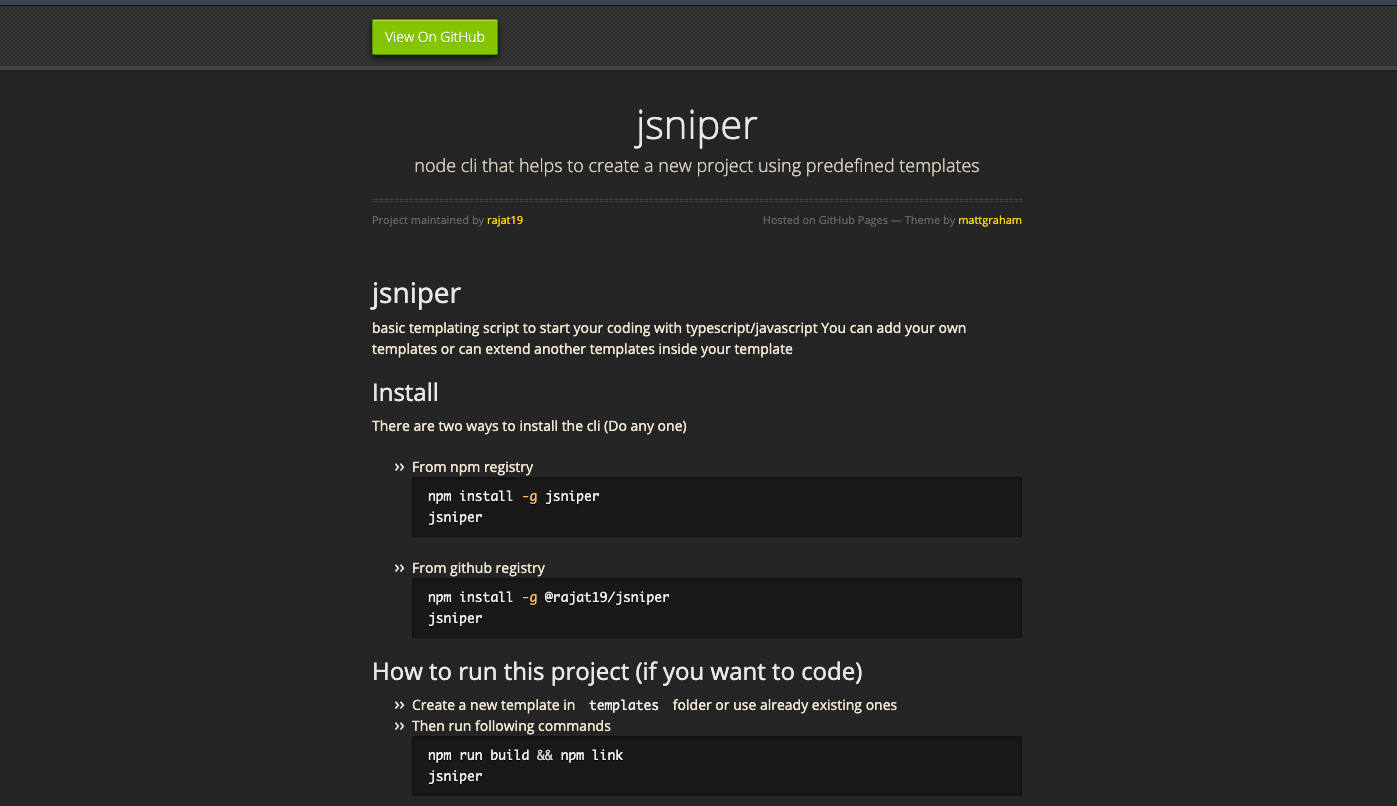 View On GitHub
jsniper
node cli that helps to create a new project using predefined templates
Project maintained by rajat19
Hosted on GitHub Pages — Theme by mattgraham
jsniper
basic templating script to start your coding with typescript/javascript You can add your own
templates or can extend another templates inside your template
Install
There are two ways to install the cli (Do any one)
›› From npm registry
npm install -g jsniper
jsniper
›› From github registry
npm install -g @rajat19/jsniper
jsniper
How to run this project (if you want to code)
›› Create a new template in templates folder or use already existing ones
›› Then run following commands
npm run build && npm link
jsniper